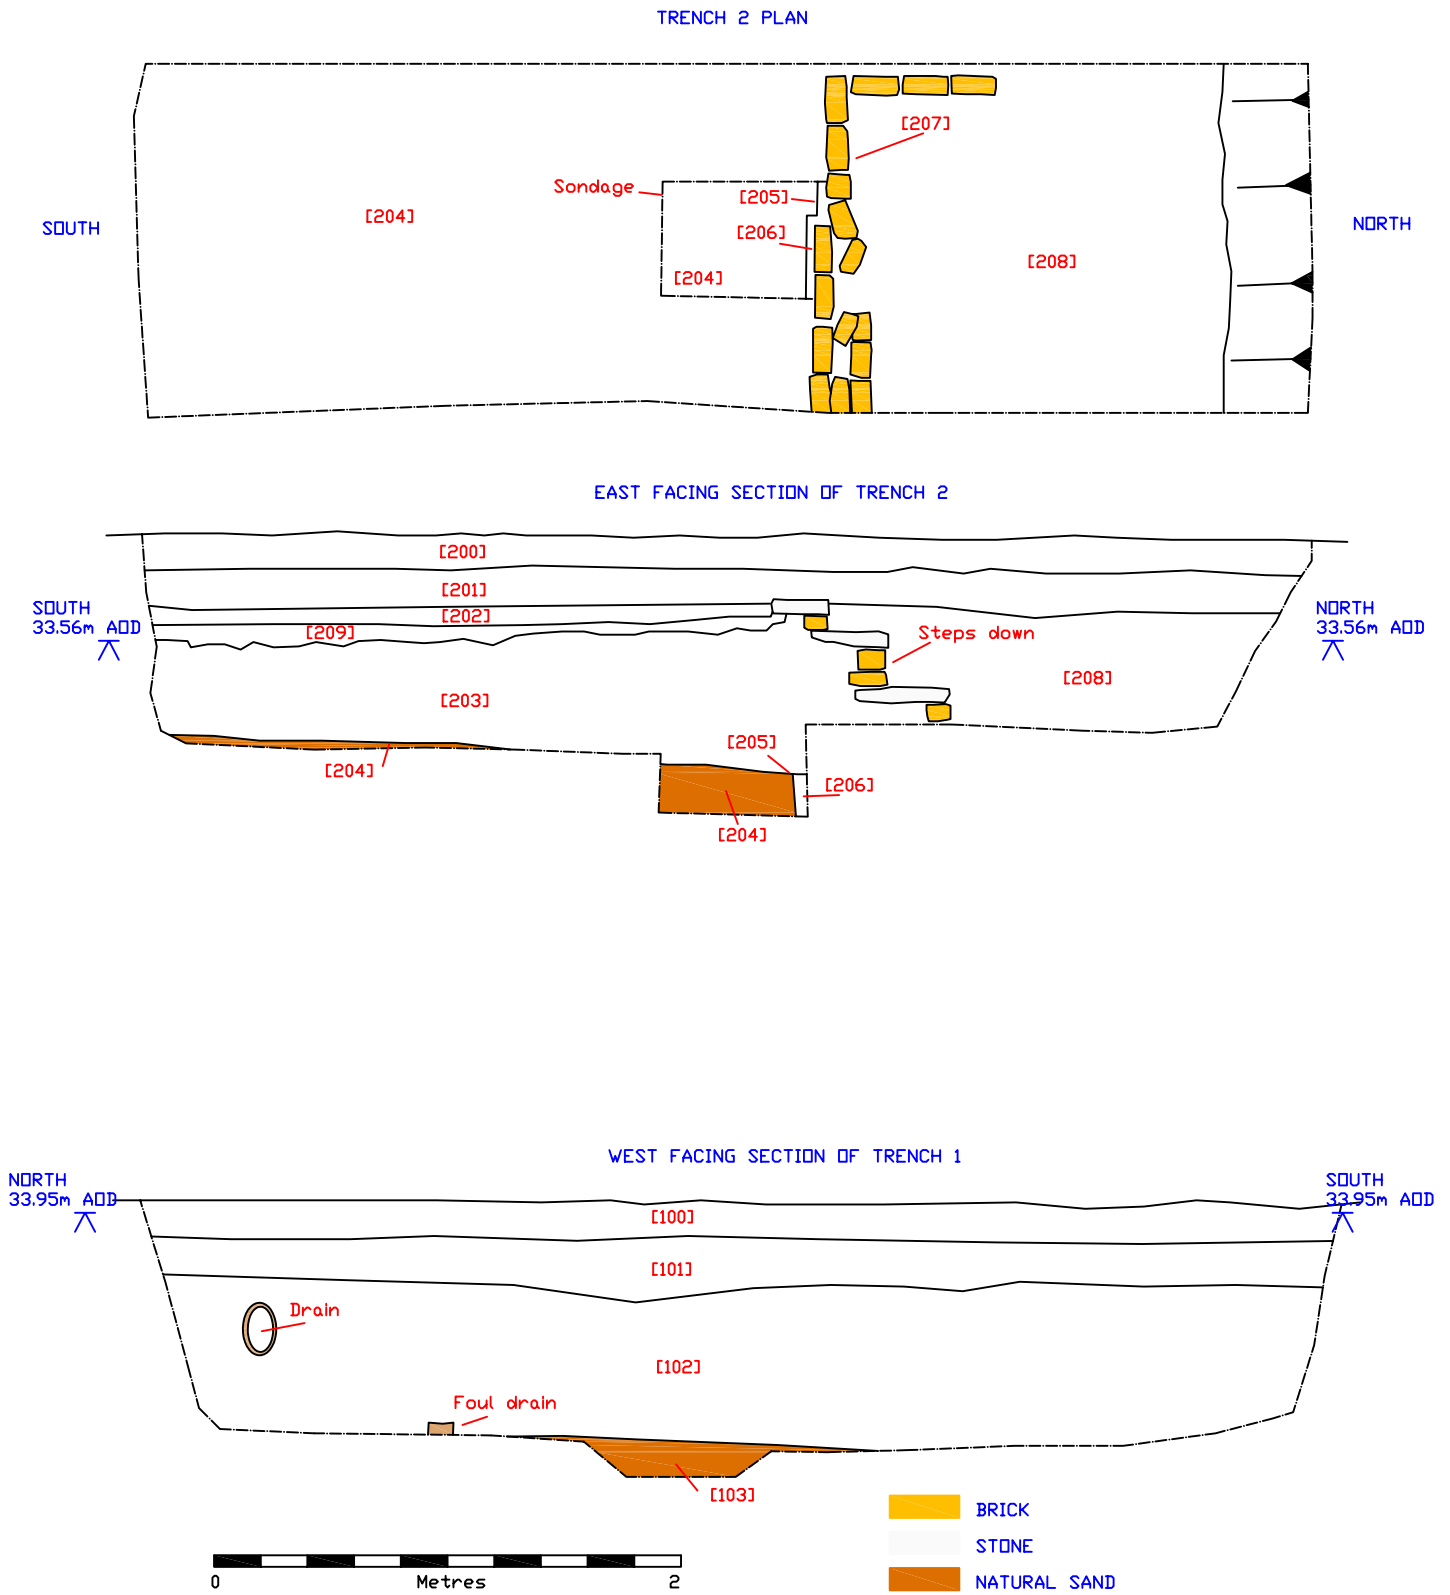 TRENCH 2 PLAN
[207]
Sondage
[205]
[204]
SOUTH
NORTH
[206]
[208]
[204]
EAST FACING SECTION OF TRENCH 2
[200]
[201]
SOUTH
33.56m AOD
NORTH
33.56m AOD
[202]
[209]
Steps down
[208]
[203]
[205]
[204]
[206]
[204]
WEST FACING SECTION OF TRENCH 1
NORTH
33.95m AOD
SOUTH
33.95m AOD
[100]
[101]
Drain
[102]
Foul drain
[103]
BRICK
STONE
NATURAL SAND
0 Metres 2